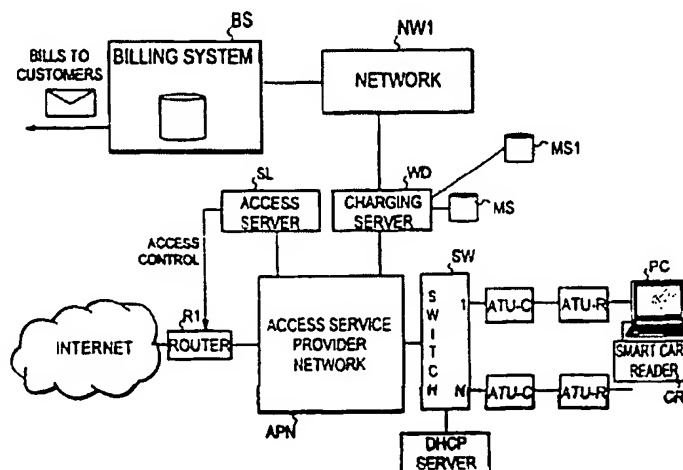 BS
BILLS TO
CUSTOMERS
BILLING SYSTEM
NW1
NETWORK
MS1
SL
ACCESS
SERVER
WD
CHARGING
SERVER
MS
ACCESS
CONTROL
SW
PC
R1
INTERNET
ROUTER
ACCESS SERVICE
PROVIDER
NETWORK
SWITCH
1
ATU-C
ATU-R
SMART CAR
READER
N
ATU-C
ATU-R
CR
APN
DHCP
SERVER